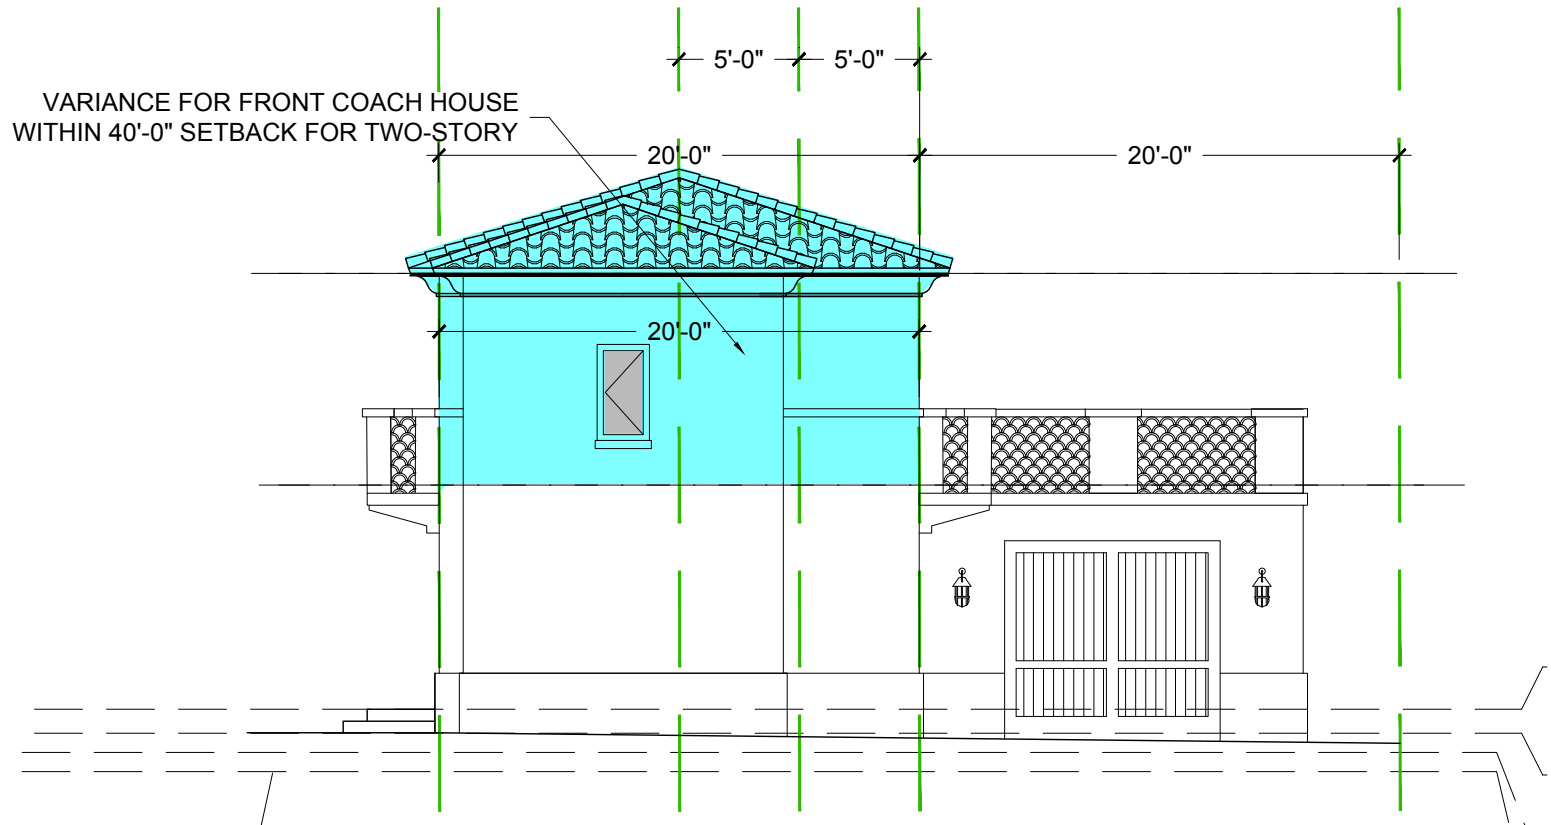 5'-0"
5'-0"
VARIANCE FOR FRONT COACH HOUSE
WITHIN 40'-0" SETBACK FOR TWO-STORY
20'-0"
20'-0"
20'-0"